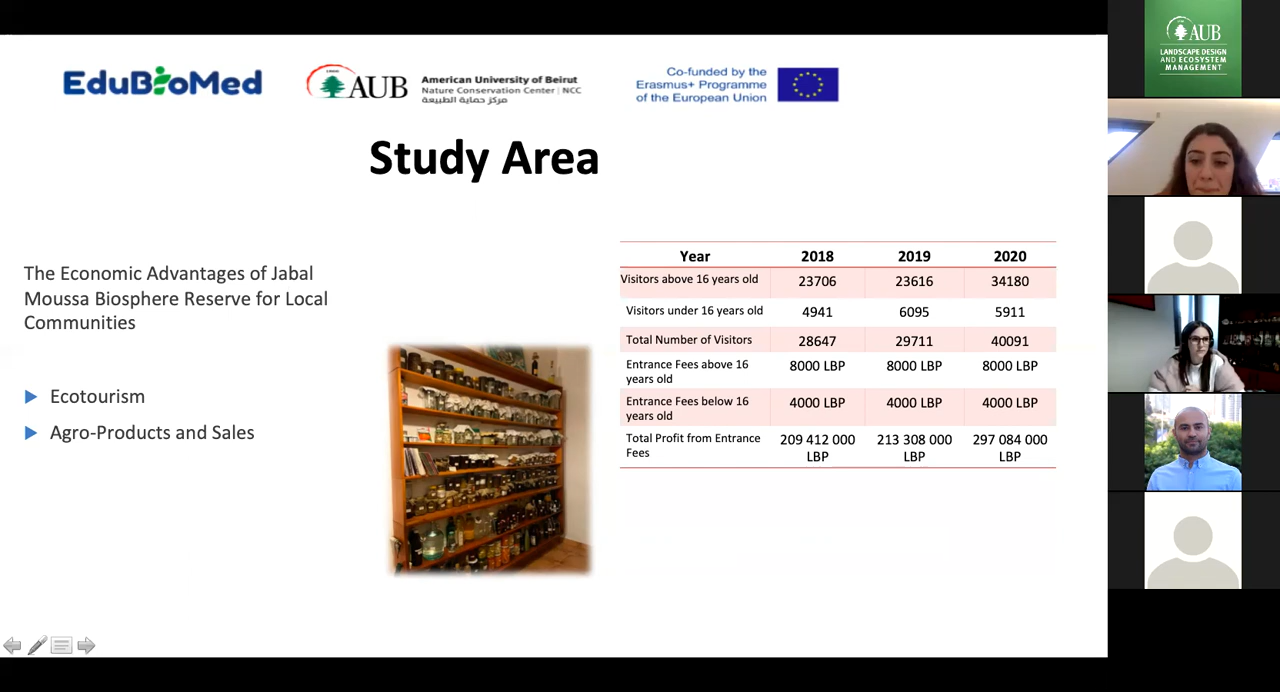 EduBioMed
1866
AUB
American University of Beirut
Nature Conservation Center | NCC
مركز حماية الطبيعة
Co-funded by the
Erasmus+ Programme
of the European Union
Study Area
The Economic Advantages of Jabal
Moussa Biosphere Reserve for Local
Communities
Ecotourism
Agro-Products and Sales
Year 2018 2019 2020
Visitors above 16 years old 23706 23616 34180
Visitors under 16 years old 4941 6095 5911
Total Number of Visitors 28647 29711 40091
Entrance Fees above 16
years old 8000 LBP 8000 LBP 8000 LBP
Entrance Fees below 16
years old 4000 LBP 4000 LBP 4000 LBP
Total Profit from Entrance
Fees 209 412 000
LBP 213 308 000
LBP 297 084 000
LBP
AUB
LANDSCAPE DESIGN
AND ECOSYSTEM
MANAGEMENT